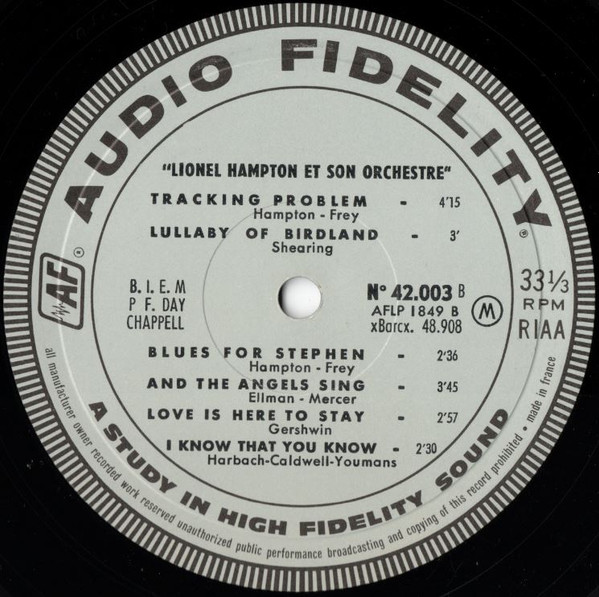 AUDIO FIDELITY ®
"LIONEL HAMPTON ET SON ORCHESTRE"
TRACKING PROBLEM - 4'15
Hampton - Frey
LULLABY OF BIRDLAND - 3'
Shearing
AF ®
B. I. E. M
P F. DAY
CHAPPELL
N° 42.003 B
AFLP 1849 B
xBarcx. 48.908
M
33 1/3
RPM
RIAA
BLUES FOR STEPHEN - 2'36
Hampton - Frey
AND THE ANGELS SING - 3'45
Ellman - Mercer
LOVE IS HERE TO STAY - 2'57
Gershwin
I KNOW THAT YOU KNOW - 2'30
Harbach-Caldwell-Youmans
A STUDY IN HIGH FIDELITY SOUND
all manufacturer owner recorded work reserved unauthorized public performance broadcasting and copying of this record prohibited • made in france